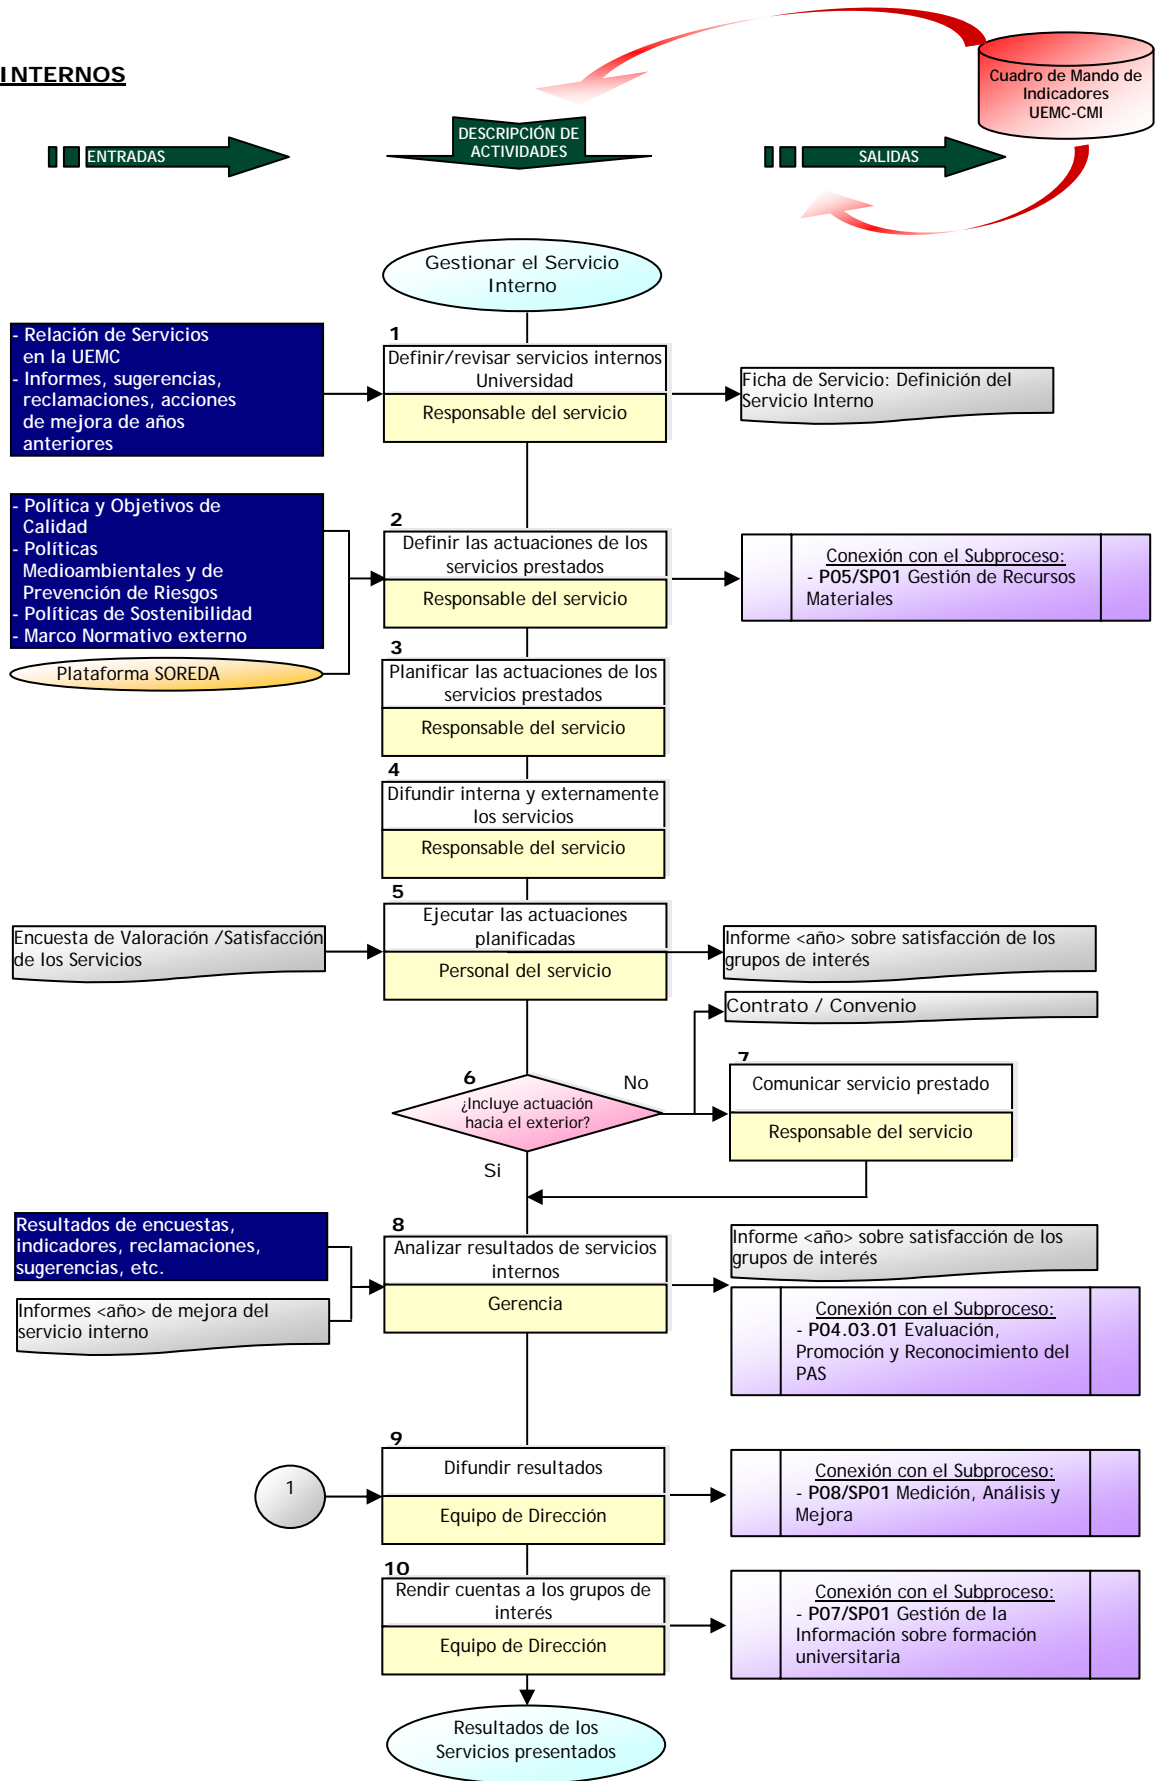 INTERNOS
Cuadro de Mando de
Indicadores
UEMC-CMI
ENTRADAS
DESCRIPCIÓN DE
ACTIVIDADES
SALIDAS
Gestionar el Servicio
Interno
- Relación de Servicios
en la UEMC
- Informes, sugerencias,
reclamaciones, acciones
de mejora de años
anteriores
1
Definir/revisar servicios internos
Universidad
Responsable del servicio
Ficha de Servicio: Definición del
Servicio Interno
- Política y Objetivos de
Calidad
- Políticas
Medioambientales y de
Prevención de Riesgos
- Políticas de Sostenibilidad
- Marco Normativo externo
Plataforma SOREDA
2
Definir las actuaciones de los
servicios prestados
Responsable del servicio
Conexión con el Subproceso:
- P05/SP01 Gestión de Recursos
Materiales
3
Planificar las actuaciones de los
servicios prestados
Responsable del servicio
4
Difundir interna y externamente
los servicios
Responsable del servicio
Encuesta de Valoración /Satisfacción
de los Servicios
5
Ejecutar las actuaciones
planificadas
Personal del servicio
Informe <año> sobre satisfacción de los
grupos de interés
Contrato / Convenio
6
¿Incluye actuación
hacia el exterior?
No
Si
7
Comunicar servicio prestado
Responsable del servicio
Resultados de encuestas,
indicadores, reclamaciones,
sugerencias, etc.
Informes <año> de mejora del
servicio interno
8
Analizar resultados de servicios
internos
Gerencia
Informe <año> sobre satisfacción de los
grupos de interés
Conexión con el Subproceso:
- P04.03.01 Evaluación,
Promoción y Reconocimiento del
PAS
1
9
Difundir resultados
Equipo de Dirección
Conexión con el Subproceso:
- P08/SP01 Medición, Análisis y
Mejora
10
Rendir cuentas a los grupos de
interés
Equipo de Dirección
Conexión con el Subproceso:
- P07/SP01 Gestión de la
Información sobre formación
universitaria
Resultados de los
Servicios presentados